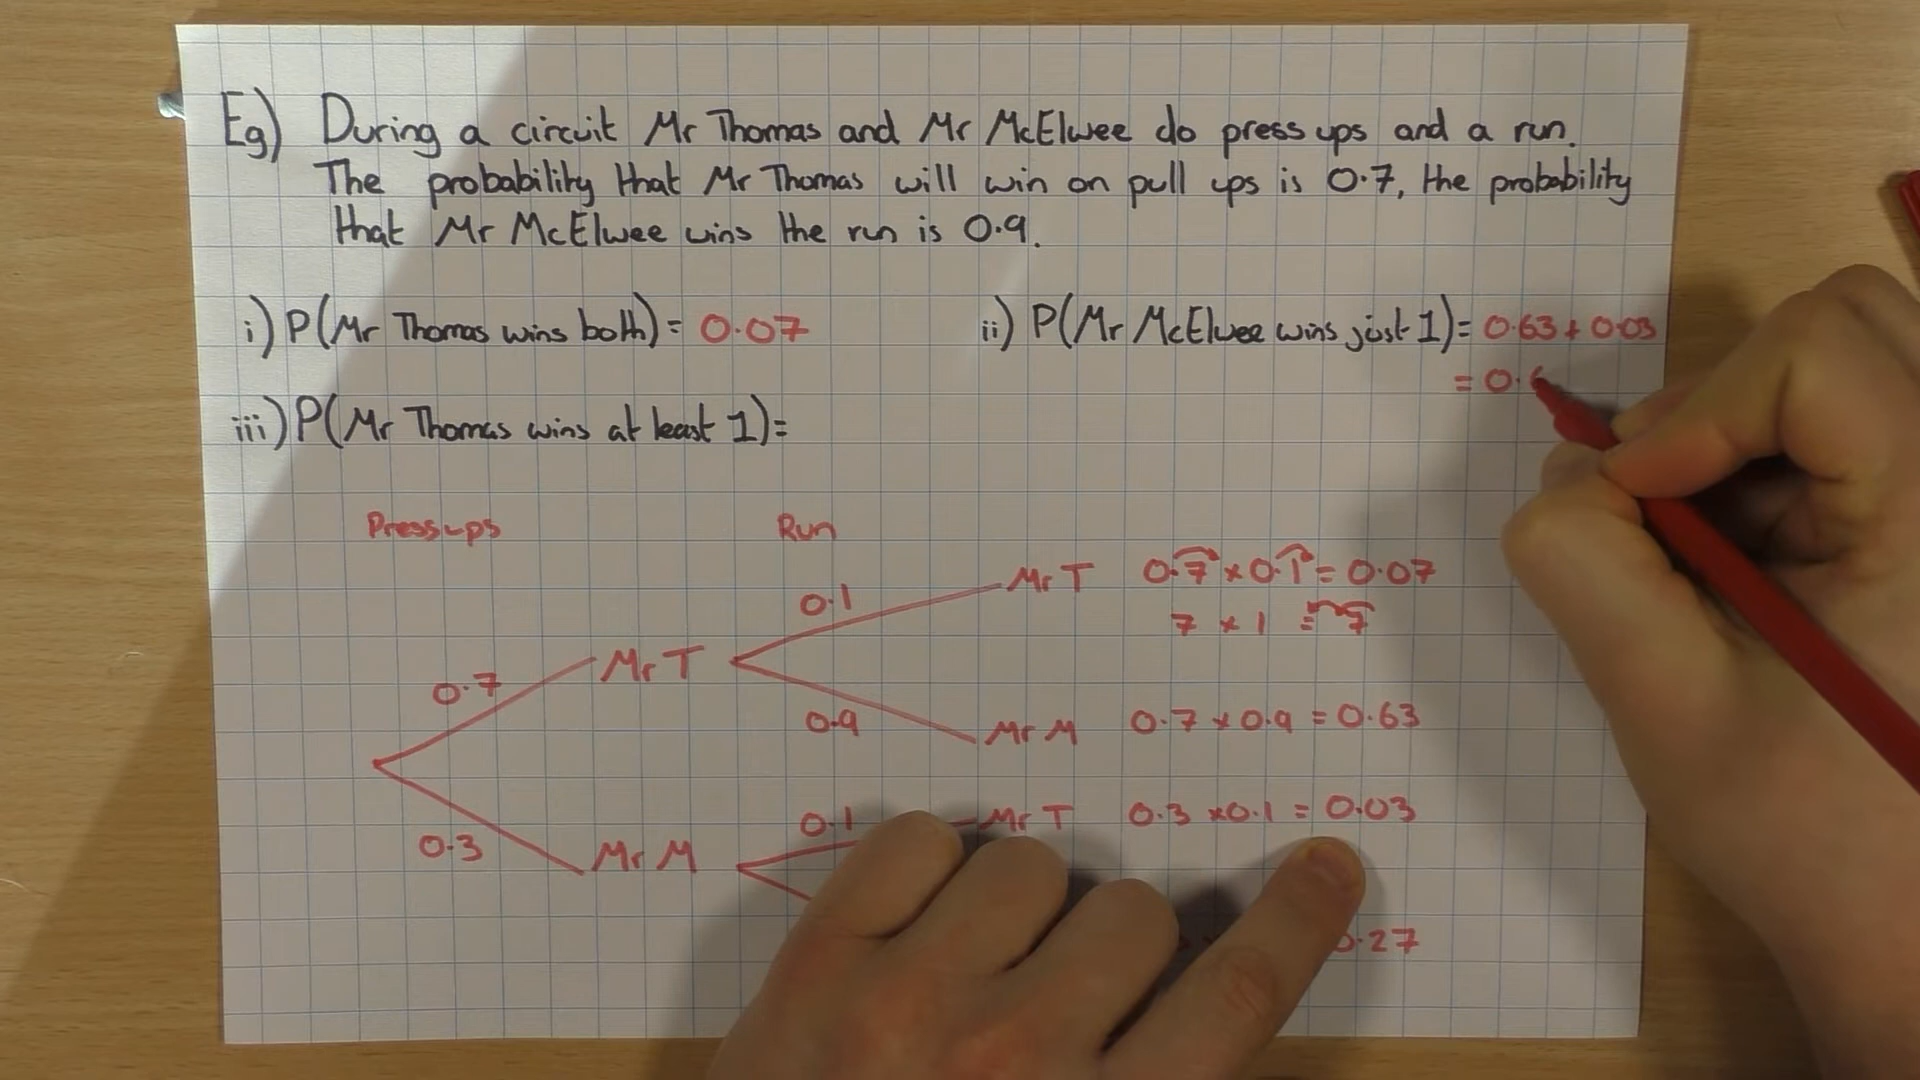 Eg) During a circuit Mr Thomas and Mr McElwee do press ups and a run.
The probability that Mr Thomas will win on pull ups is 0.7, the probability
that Mr McElwee wins the run is 0.9.
i) P(Mr Thomas wins both) = 0.07
ii) P(Mr McElwee wins just 1) = 0.63 + 0.03
= 0.6
iii) P(Mr Thomas wins at least 1) =
Press ups
Run
0.1
Mr T
0.7 × 0.1 = 0.07
7 × 1 = 7
0.7
Mr T
0.9
Mr M
0.7 × 0.9 = 0.63
0.3
Mr M
0.1
Mr T
0.3 × 0.1 = 0.03
0.27